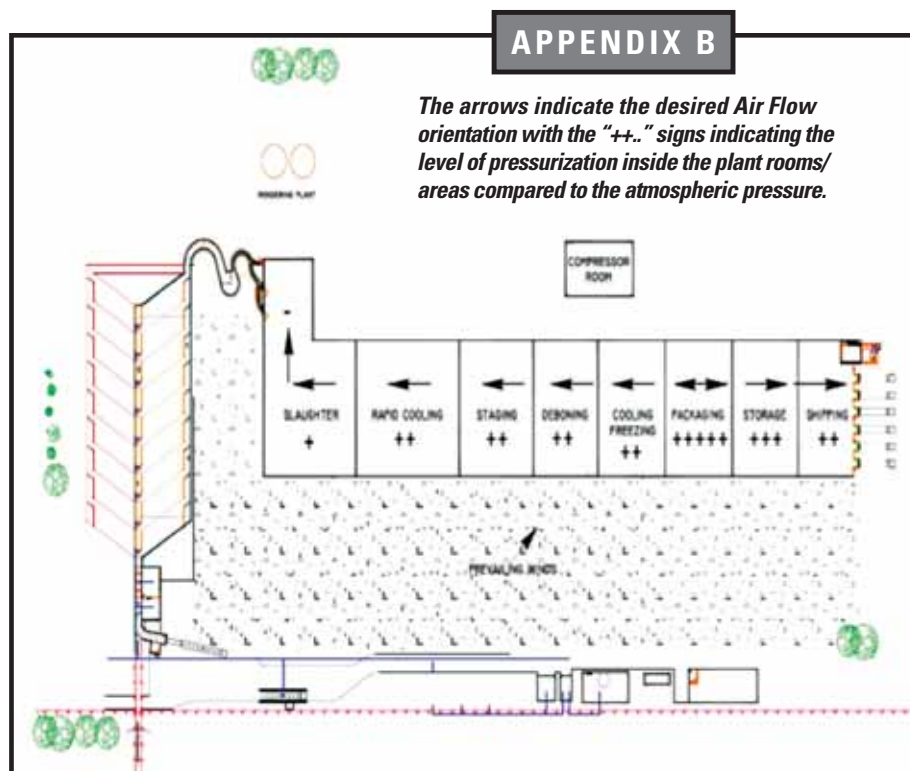 APPENDIX B
The arrows indicate the desired Air Flow
orientation with the “++..” signs indicating the
level of pressurization inside the plant rooms/
areas compared to the atmospheric pressure.
RENDERING PLANT
COMPRESSOR
ROOM
-
SLAUGHTER
+
RAPID COOLING
++
STAGING
++
DEBONING
++
COOLING
FREEZING
++
PACKAGING
+++++
STORAGE
+++
SHIPPING
++
PREVAILING WINDS